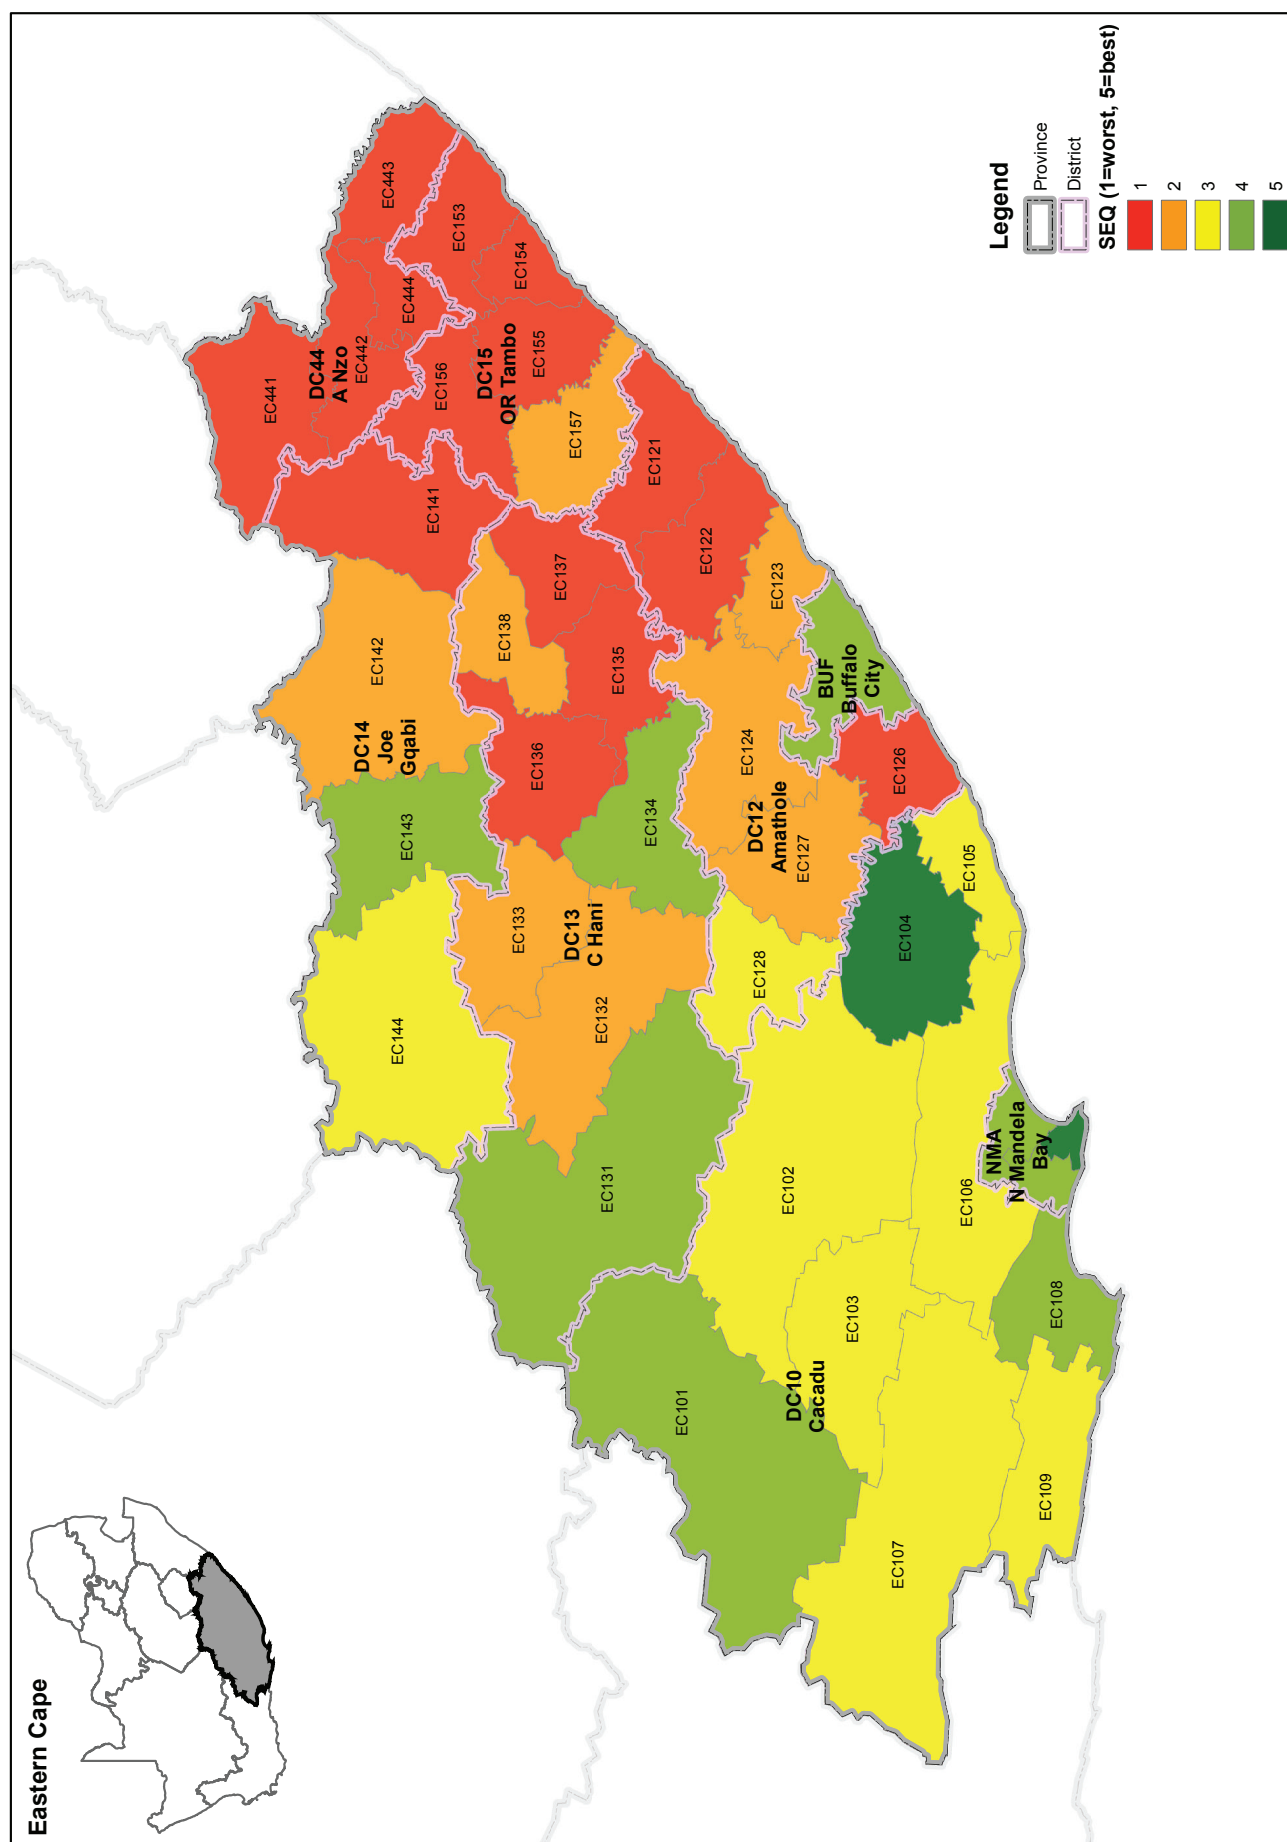 Eastern Cape
EC441
DC44
A Nzo
EC442
EC443
EC444
EC153
EC154
EC156
DC15
OR Tambo
EC155
EC157
EC141
EC121
EC122
EC123
EC137
EC138
EC135
EC142
DC14
Joe
Gqabi
EC136
EC143
EC134
EC124
DC12
Amathole
EC127
BUF
Buffalo
City
EC126
EC144
EC133
DC13
C Hani
EC132
EC128
EC104
EC105
EC131
EC102
EC106
NMA
N Mandela
Bay
EC101
EC103
DC10
Cacadu
EC108
EC107
EC109
Legend
Province
District
SEQ (1=worst, 5=best)
1
2
3
4
5